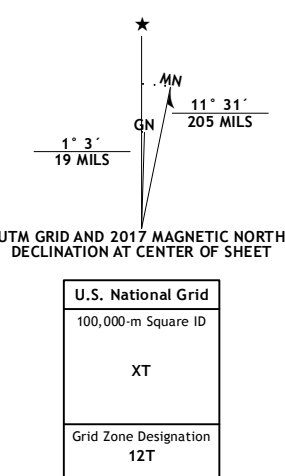 MN
11° 31´
205 MILS
GN
1° 3´
19 MILS
UTM GRID AND 2017 MAGNETIC NORTH
DECLINATION AT CENTER OF SHEET
U.S. National Grid
100,000-m Square ID
XT
Grid Zone Designation
12T